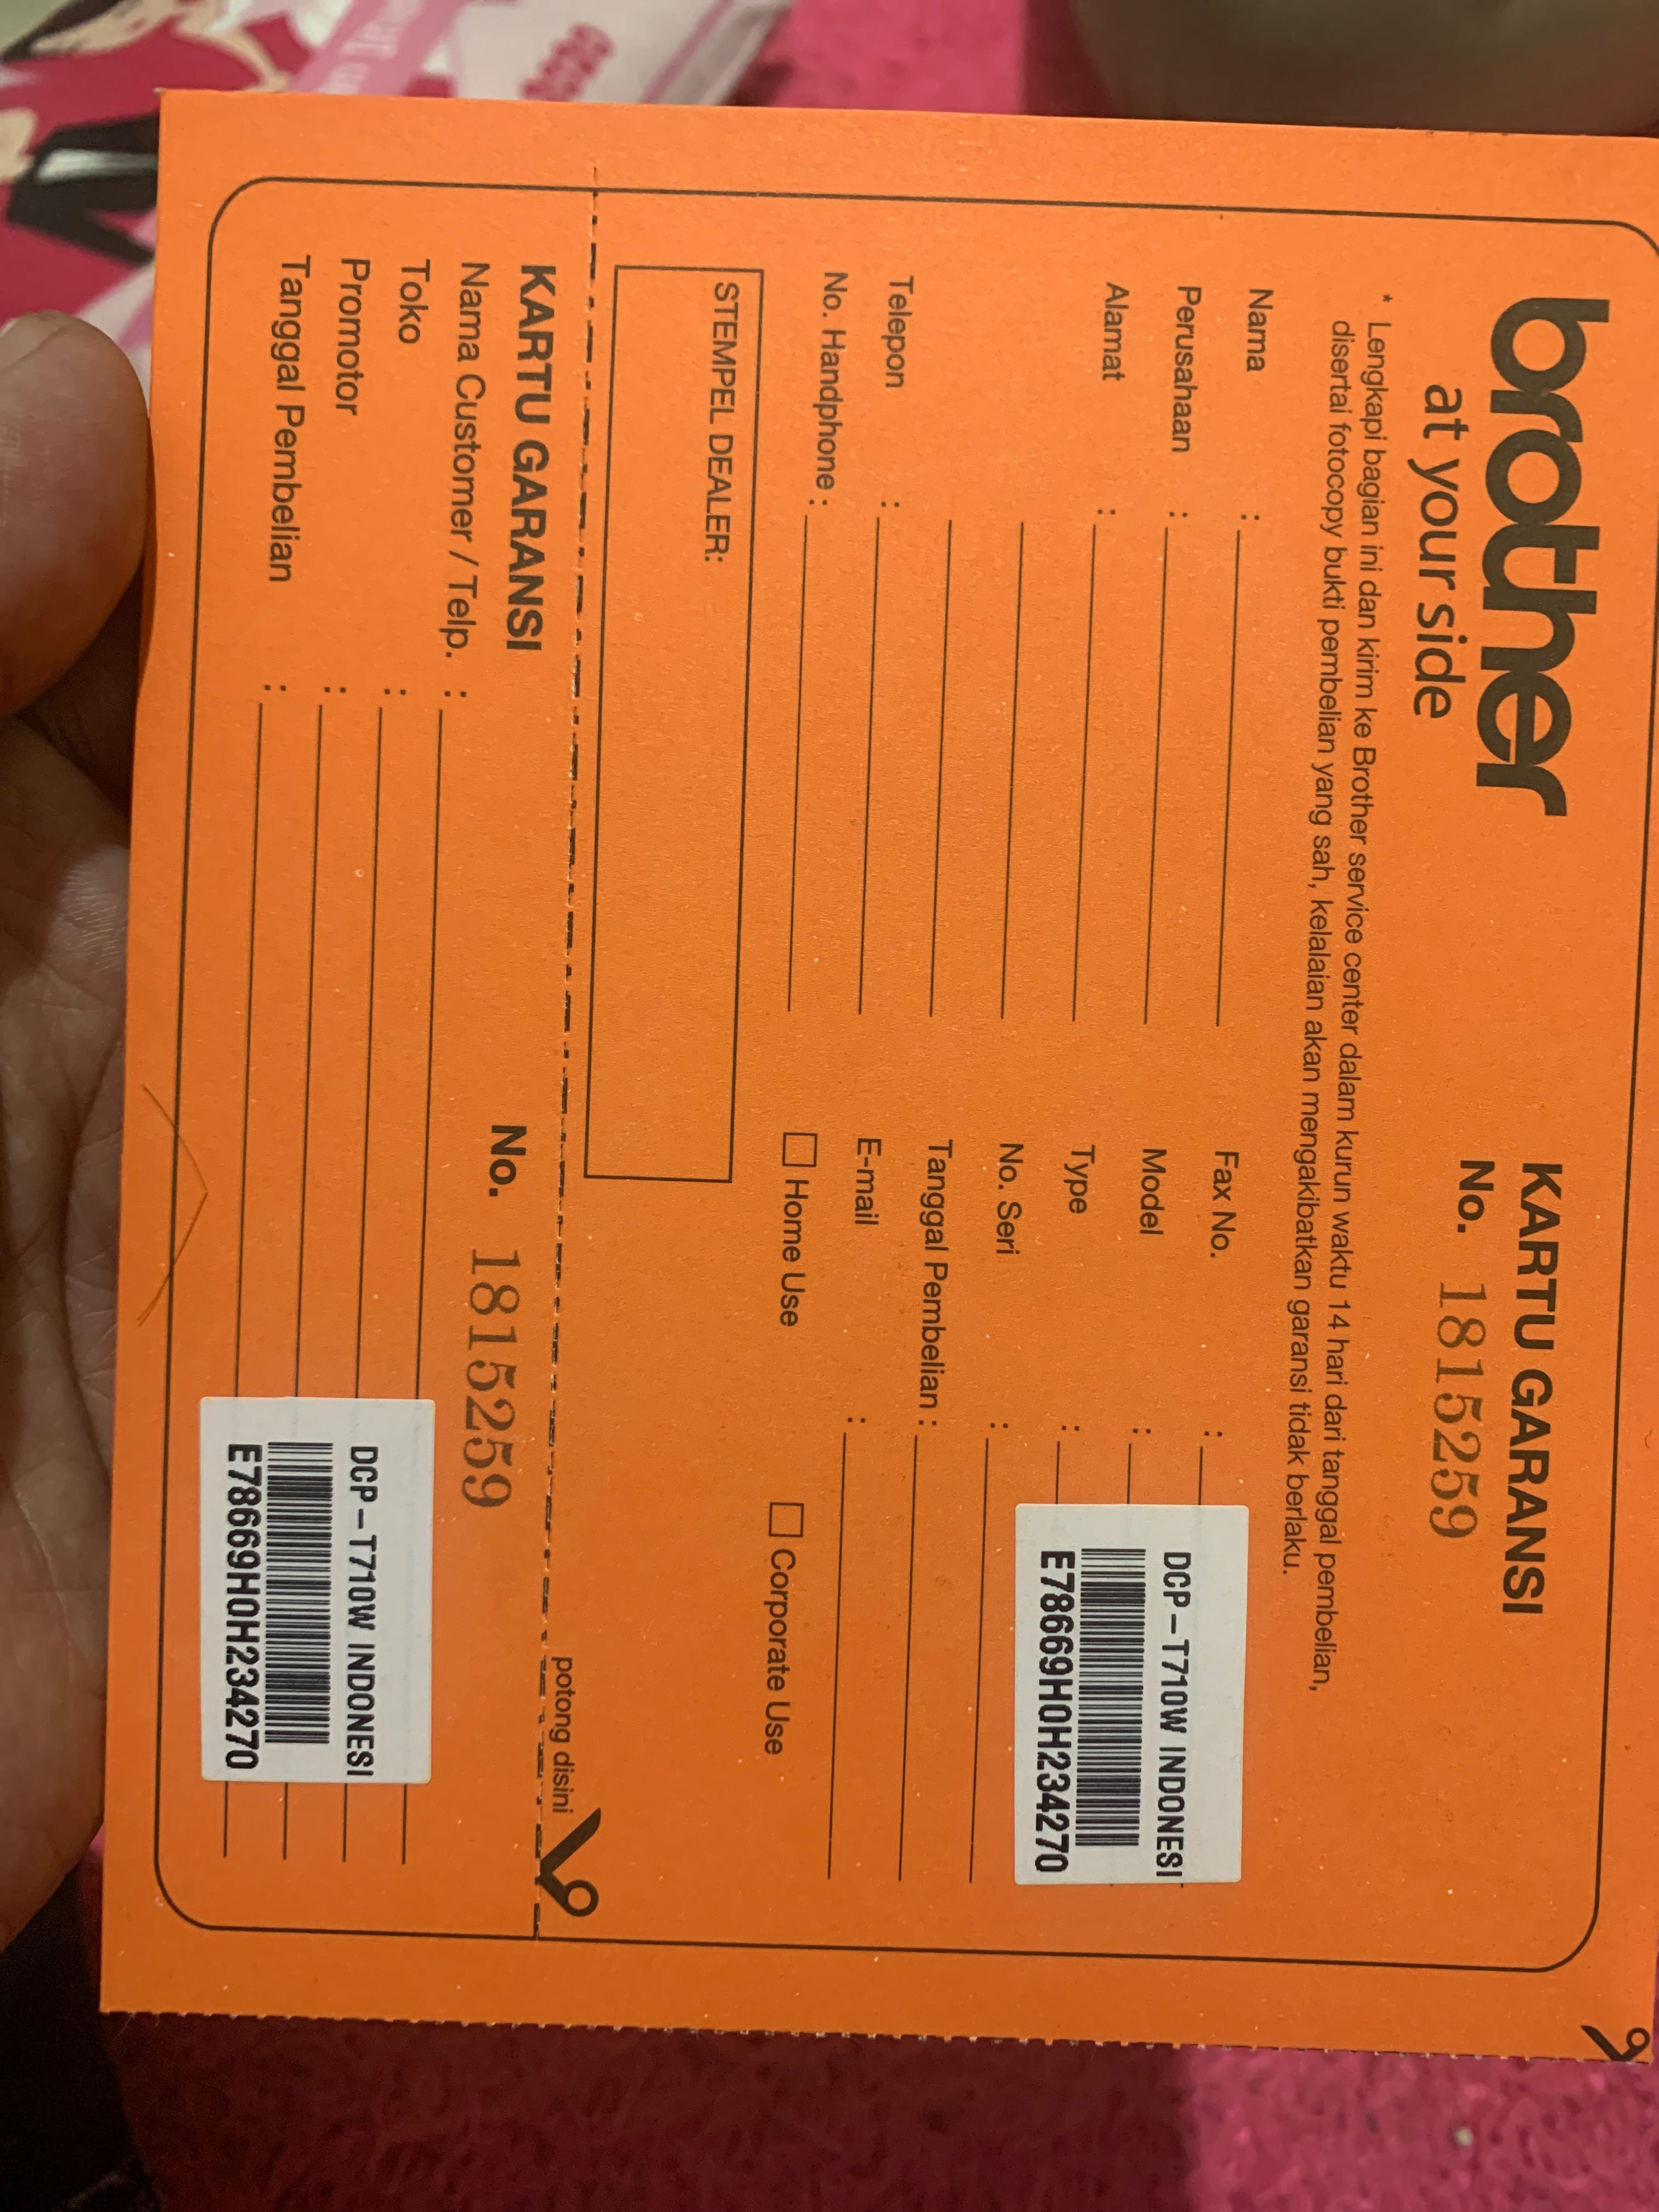 brother
at your side
KARTU GARANSI
No. 1815259
* Lengkapi bagian ini dan kirim ke Brother service center dalam kurun waktu 14 hari dari tanggal pembelian,
disertai fotocopy bukti pembelian yang sah, kelalaian akan mengakibatkan garansi tidak berlaku.
Nama :
Perusahaan :
Alamat :
Telepon :
No. Handphone :
Fax No. :
Model :
Type :
No. Seri :
Tanggal Pembelian :
E-mail :
DCP-T710W INDONESI
E78669H0H234270
Home Use
Corporate Use
STEMPEL DEALER:
potong disini
KARTU GARANSI
No. 1815259
Nama Customer / Telp. :
Toko :
Promotor :
Tanggal Pembelian :
DCP-T710W INDONESI
E78669H0H234270